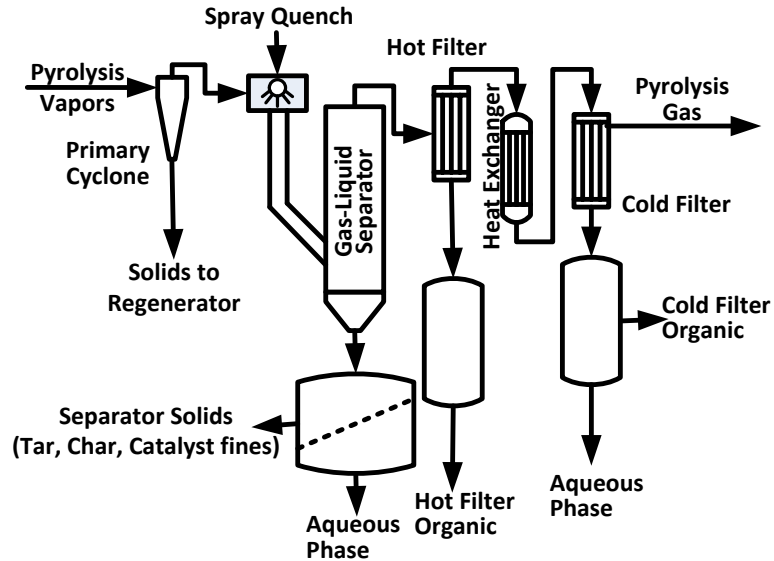 Spray Quench
Hot Filter
Pyrolysis
Vapors
Pyrolysis
Gas
Primary
Cyclone
Gas-Liquid
Separator
Heat Exchanger
Cold Filter
Solids to
Regenerator
Cold Filter
Organic
Separator Solids
(Tar, Char, Catalyst fines)
Aqueous
Phase
Hot Filter
Organic
Aqueous
Phase